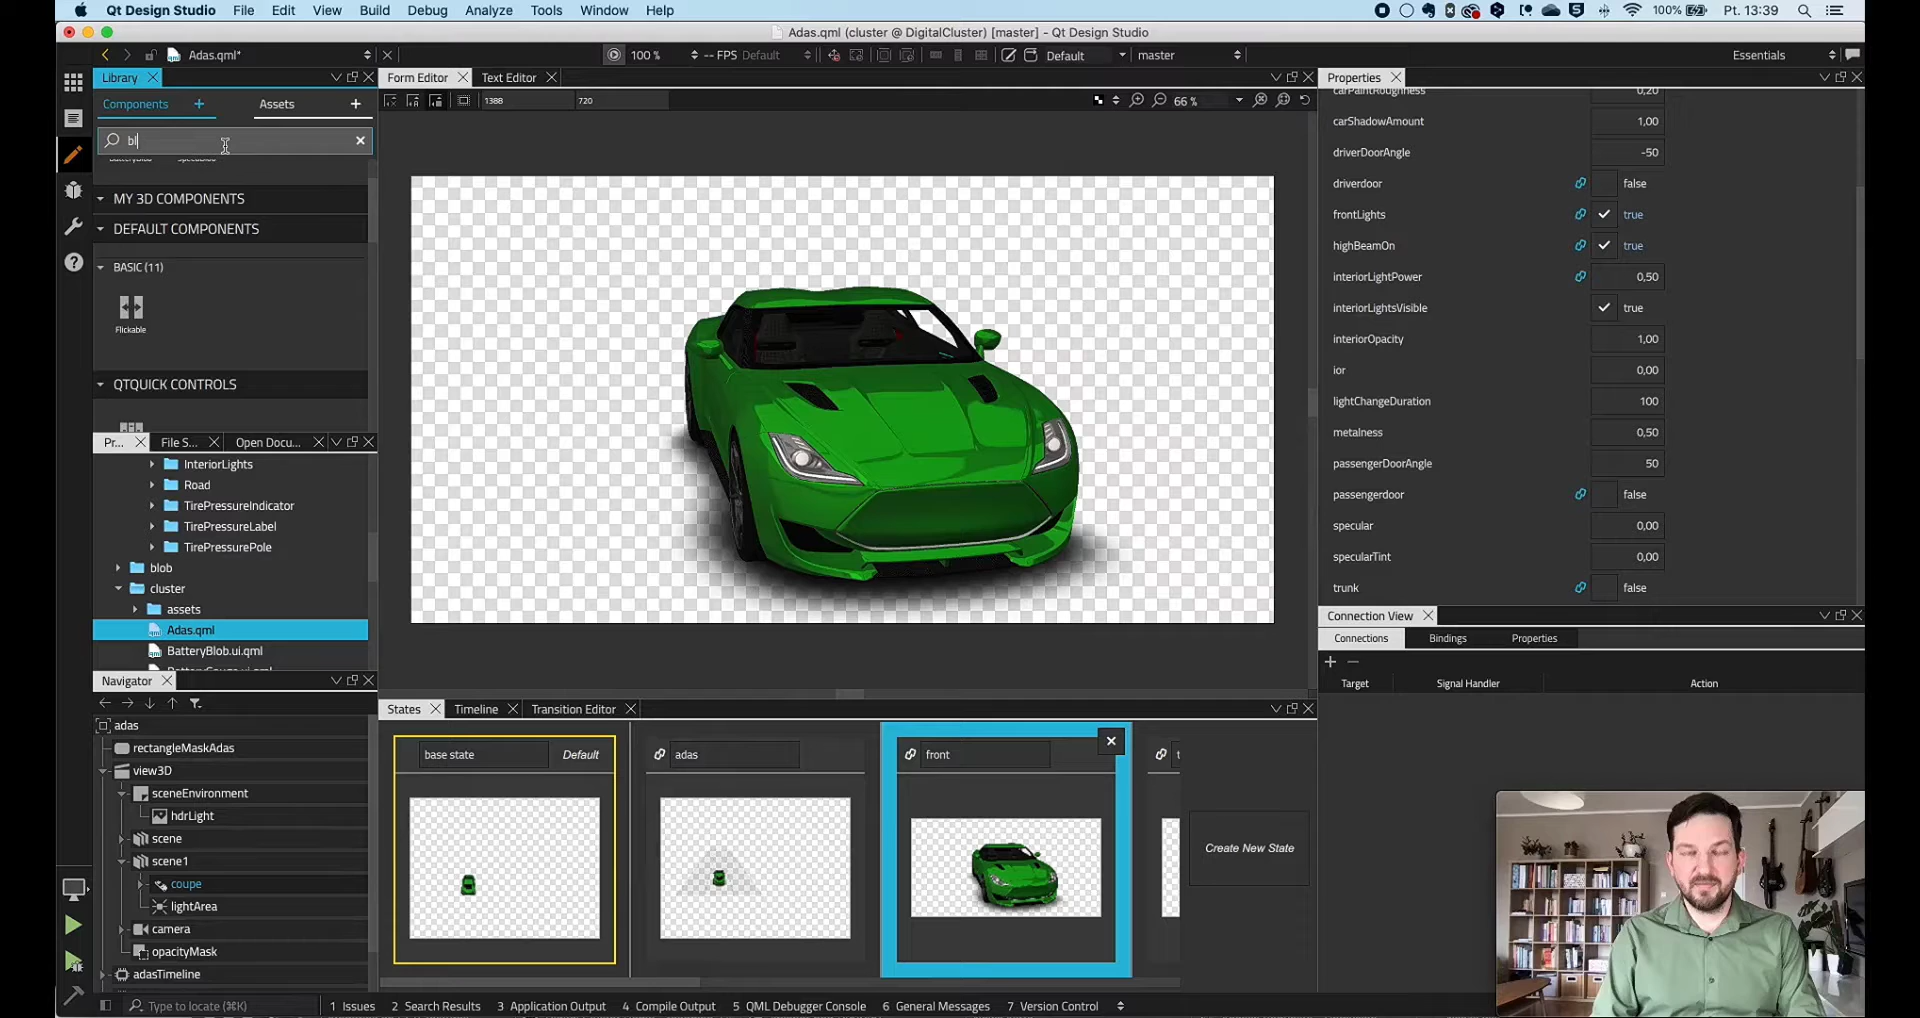 Qt Design Studio File Edit View Build Debug Analyze Tools Window Help 100% Pt. 13:39
Adas.qml (cluster @ DigitalCluster) [master] - Qt Design Studio
Adas.qml* 100 % -- FPS Default Default master Essentials
Library
Components Assets
bl
BatteryBlob SpeedBlob
MY 3D COMPONENTS
DEFAULT COMPONENTS
BASIC (11)
Flickable
QTQUICK CONTROLS
Pr... File S... Open Docu...
InteriorLights
Road
TirePressureIndicator
TirePressureLabel
TirePressurePole
blob
cluster
assets
Adas.qml
BatteryBlob.ui.qml
BatteryGauge.ui.qml
Navigator
adas
rectangleMaskAdas
view3D
sceneEnvironment
hdrLight
scene
scene1
coupe
lightArea
camera
opacityMask
adasTimeline
Form Editor Text Editor
1388 720 66 %
States Timeline Transition Editor
base state Default
adas
front
t
Create New State
Properties
carPaintRoughness 0,20
carShadowAmount 1,00
driverDoorAngle -50
driverdoor false
frontLights true
highBeamOn true
interiorLightPower 0,50
interiorLightsVisible true
interiorOpacity 1,00
ior 0,00
lightChangeDuration 100
metalness 0,50
passengerDoorAngle 50
passengerdoor false
specular 0,00
specularTint 0,00
trunk false
Connection View
Connections Bindings Properties
Target Signal Handler Action
Type to locate (⌘K) 1 Issues 2 Search Results 3 Application Output 4 Compile Output 5 QML Debugger Console 6 General Messages 7 Version Control